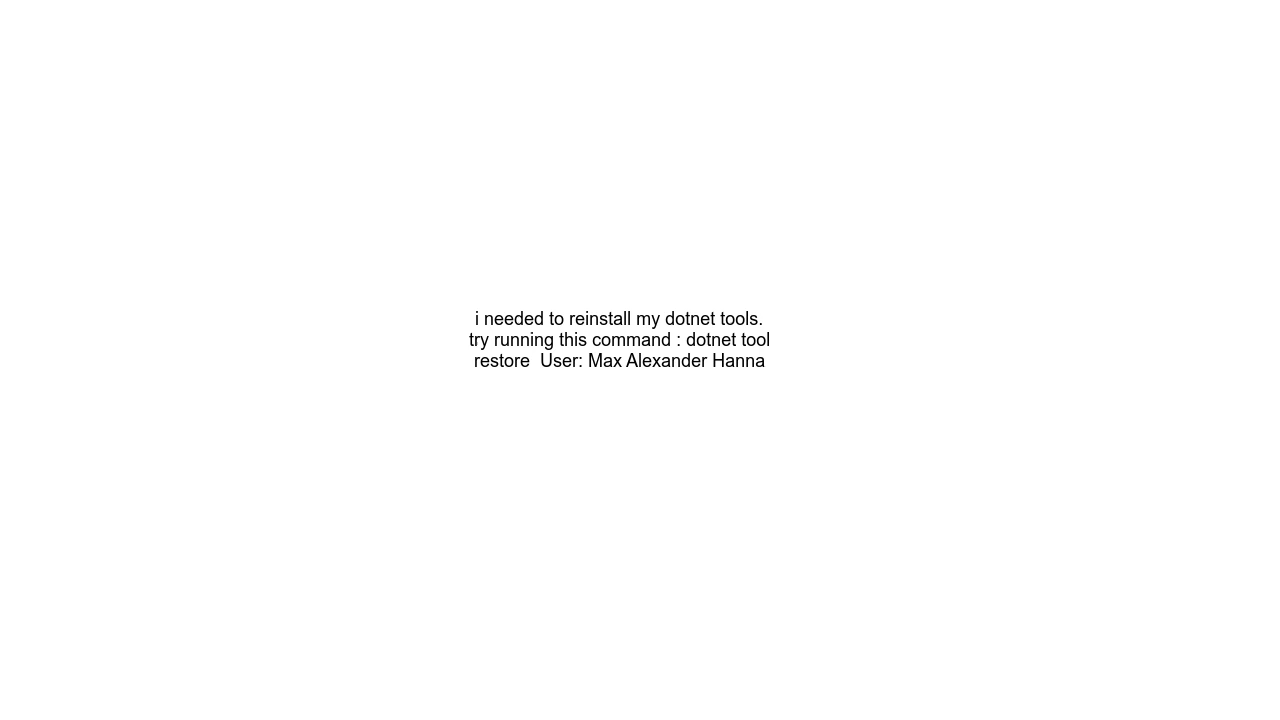 i needed to reinstall my dotnet tools.
try running this command : dotnet tool
restore  User: Max Alexander Hanna